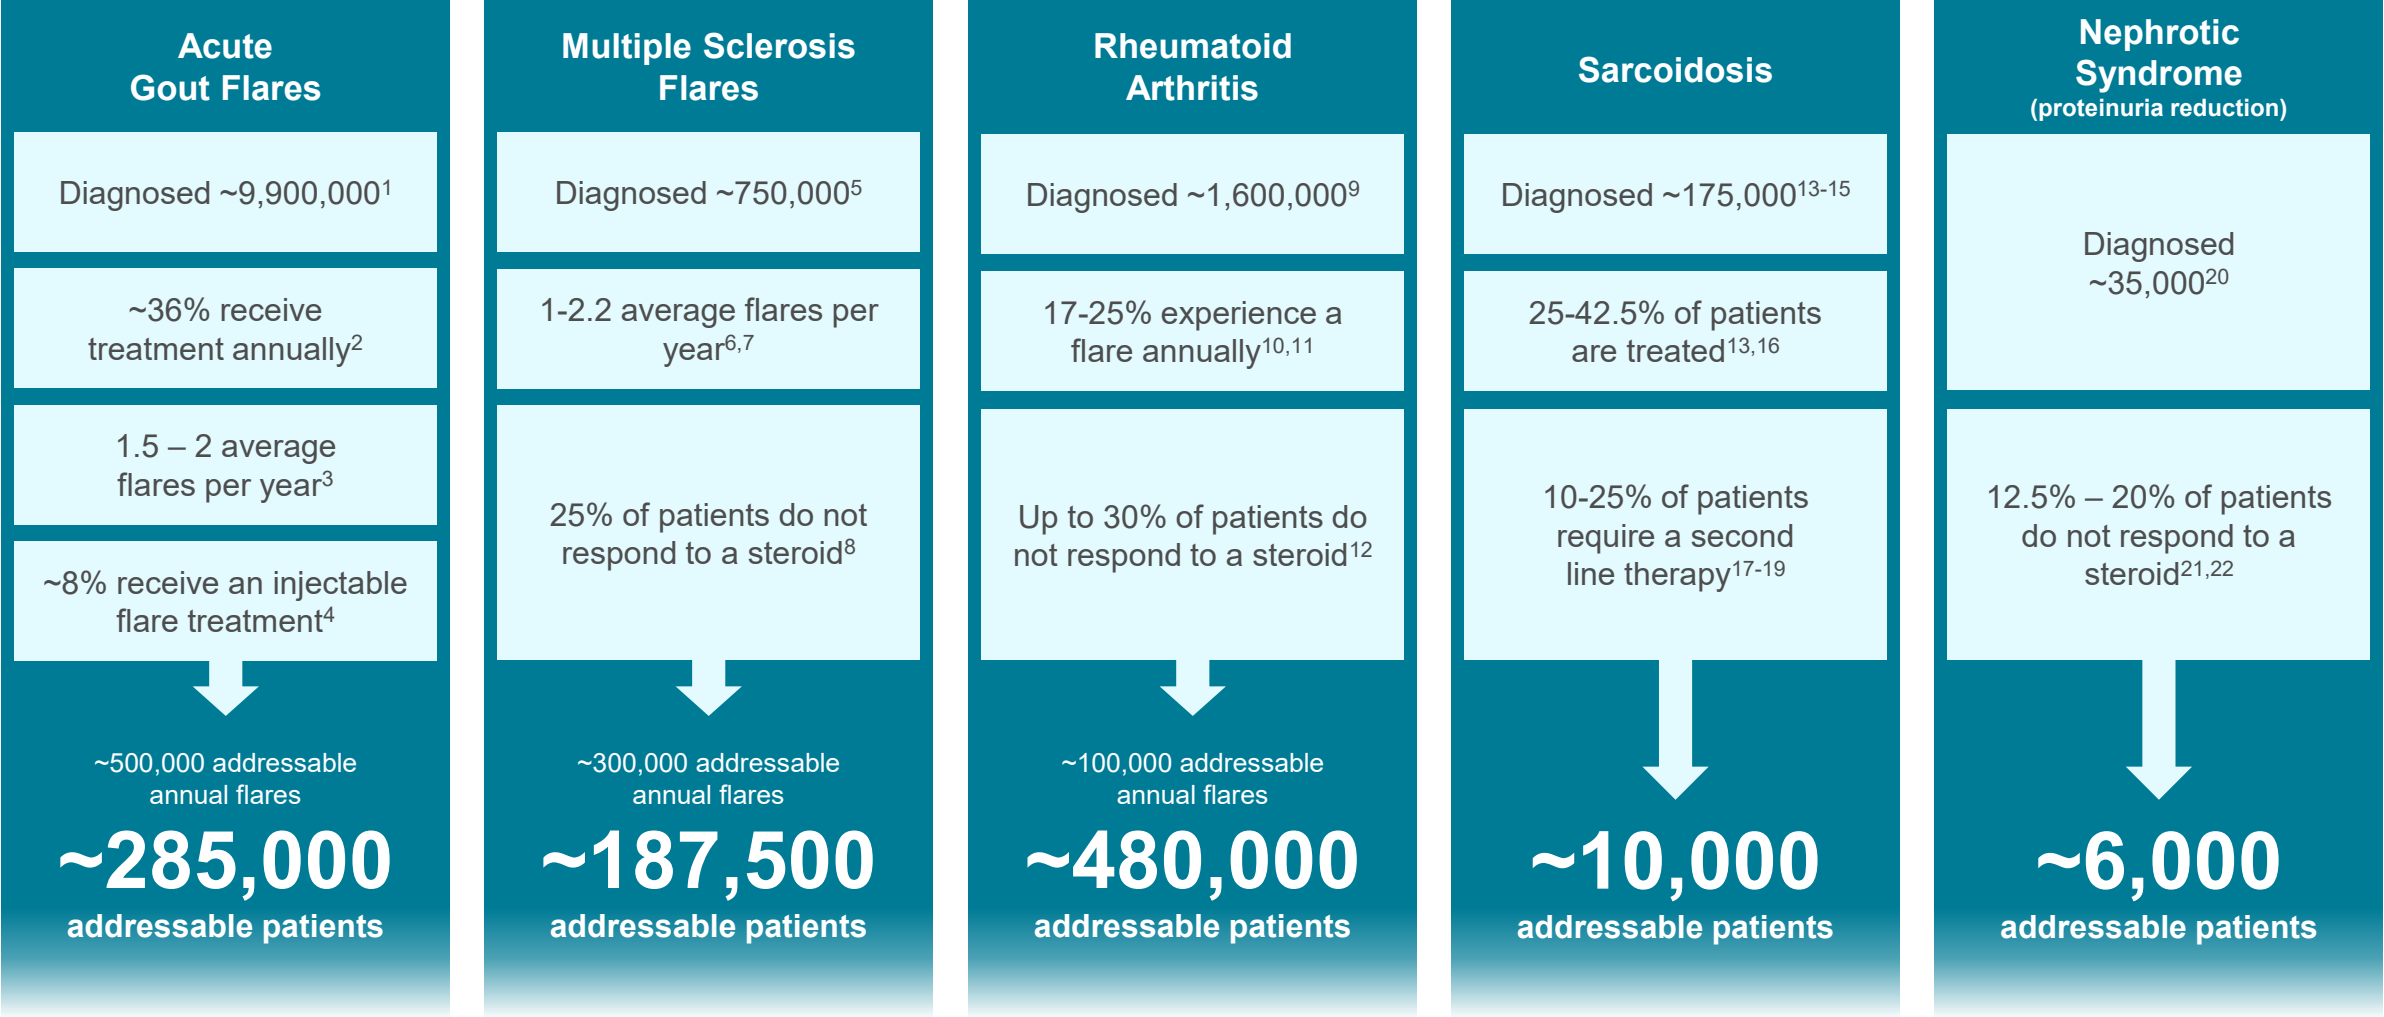 Acute
Gout Flares
Diagnosed ~9,900,000¹
~36% receive
treatment annually²
1.5 – 2 average
flares per year³
~8% receive an injectable
flare treatment⁴
~500,000 addressable
annual flares
~285,000
addressable patients
Multiple Sclerosis
Flares
Diagnosed ~750,000⁵
1-2.2 average flares per
year⁶,⁷
25% of patients do not
respond to a steroid⁸
~300,000 addressable
annual flares
~187,500
addressable patients
Rheumatoid
Arthritis
Diagnosed ~1,600,000⁹
17-25% experience a
flare annually¹⁰,¹¹
Up to 30% of patients do
not respond to a steroid¹²
~100,000 addressable
annual flares
~480,000
addressable patients
Sarcoidosis
Diagnosed ~175,000¹³-¹⁵
25-42.5% of patients
are treated¹³,¹⁶
10-25% of patients
require a second
line therapy¹⁷-¹⁹
~10,000
addressable patients
Nephrotic
Syndrome
(proteinuria reduction)
Diagnosed
~35,000²⁰
12.5% – 20% of patients
do not respond to a
steroid²¹,²²
~6,000
addressable patients